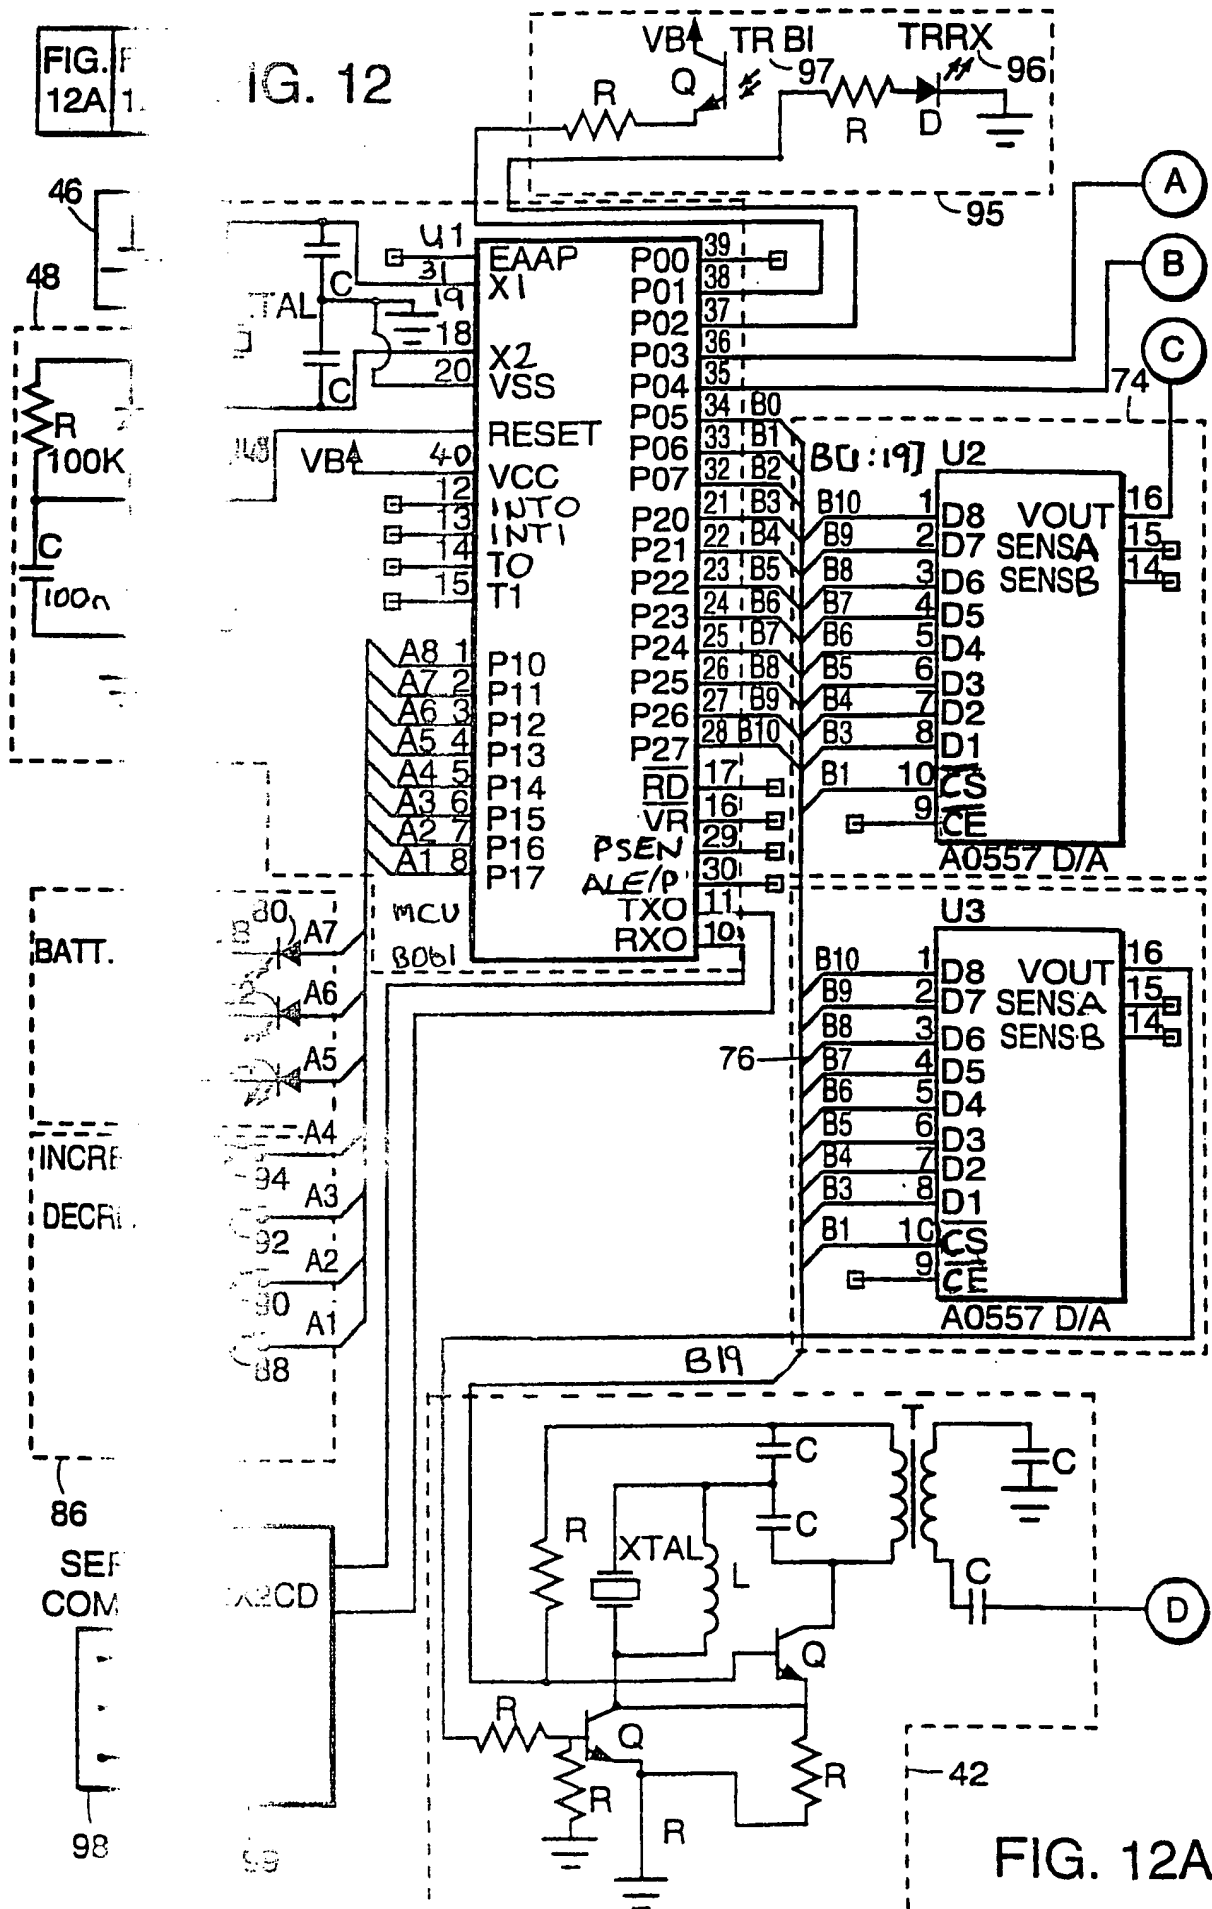 FIG.
12A
IG. 12
VB
TR BI
97
TRRX
96
Q
R
R
D
95
A
B
C
46
48
TAL
C
C
R
100K
C
100n
U1
31
19
18
20
VB
40
12
13
14
15
EAAP
X1
X2
VSS
RESET
VCC
INT0
INT1
T0
T1
A8 1 P10
A7 2 P11
A6 3 P12
A5 4 P13
A4 5 P14
A3 6 P15
A2 7 P16
A1 8 P17
MCU
8061
P00 39
P01 38
P02 37
P03 36
P04 35
P05 34 B0
P06 33 B1
P07 32 B2
P20 21 B3
P21 22 B4
P22 23 B5
P23 24 B6
P24 25 B7
P25 26 B8
P26 27 B9
P27 28 B10
RD 17
VR 16
PSEN 29
ALE/P 30
TXO 11
RXO 10
74
B[1:19]
U2
B10 1 D8
B9 2 D7
B8 3 D6
B7 4 D5
B6 5 D4
B5 6 D3
B4 7 D2
B3 8 D1
B1 10 CS
9 CE
VOUT 16
SENSA 15
SENSB 14
A0557 D/A
U3
B10 1 D8
B9 2 D7
B8 3 D6
B7 4 D5
B6 5 D4
B5 6 D3
B4 7 D2
B3 8 D1
B1 10 CS
9 CE
VOUT 16
SENSA 15
SENSB 14
A0557 D/A
76
B19
BATT.
80
A7
A6
A5
A4
94
A3
92
A2
90
A1
88
INCRE
DECR
86
SER
COM
X2CD
98
99
T
C
C
C
C
R
XTAL
L
Q
D
R
Q
R
R
R
42
FIG. 12A